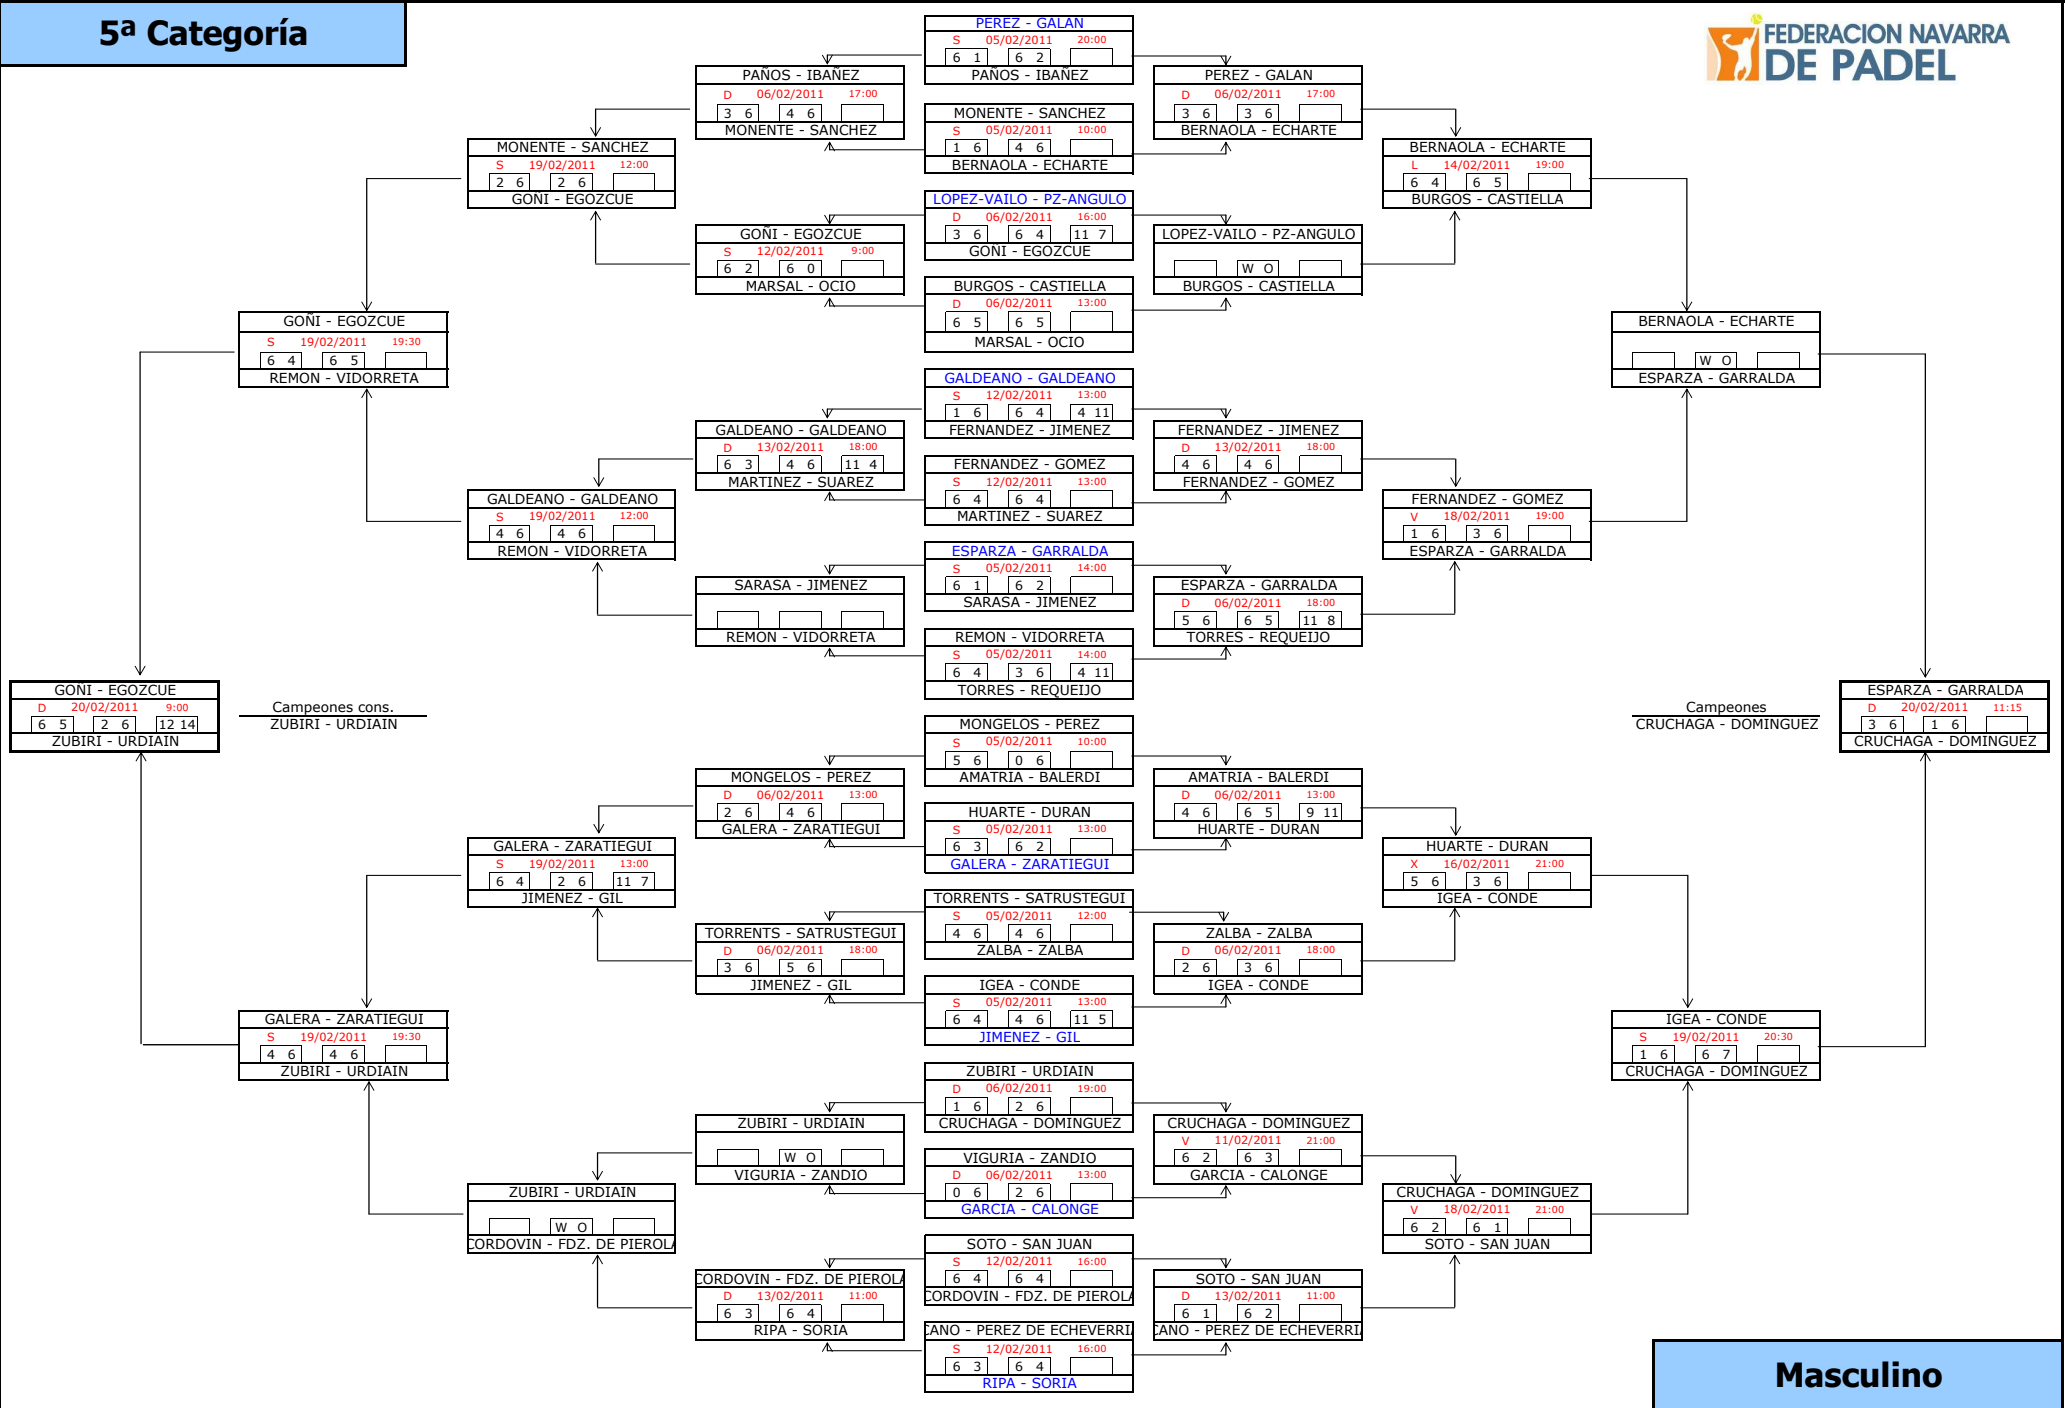 5ª Categoría
FEDERACION NAVARRA
DE PADEL
GOÑI - EGOZCUE
D 20/02/2011 9:00
6 5 2 6 12 14
ZUBIRI - URDIAIN
Campeones cons.
ZUBIRI - URDIAIN
GOÑI - EGOZCUE
S 19/02/2011 19:30
6 4 6 5
REMON - VIDORRETA
GALERA - ZARATIEGUI
S 19/02/2011 19:30
4 6 4 6
ZUBIRI - URDIAIN
MONENTE - SANCHEZ
S 19/02/2011 12:00
2 6 2 6
GOÑI - EGOZCUE
GALDEANO - GALDEANO
S 19/02/2011 12:00
4 6 4 6
REMON - VIDORRETA
GALERA - ZARATIEGUI
S 19/02/2011 13:00
6 4 2 6 11 7
JIMENEZ - GIL
ZUBIRI - URDIAIN
W O
CORDOVIN - FDZ. DE PIEROLA
PAÑOS - IBAÑEZ
D 06/02/2011 17:00
3 6 4 6
MONENTE - SANCHEZ
GOÑI - EGOZCUE
S 12/02/2011 9:00
6 2 6 0
MARSAL - OCIO
GALDEANO - GALDEANO
D 13/02/2011 18:00
6 3 4 6 11 4
MARTINEZ - SUAREZ
SARASA - JIMENEZ
REMON - VIDORRETA
MONGELOS - PEREZ
D 06/02/2011 13:00
2 6 4 6
GALERA - ZARATIEGUI
TORRENTS - SATRUSTEGUI
D 06/02/2011 18:00
3 6 5 6
JIMENEZ - GIL
ZUBIRI - URDIAIN
W O
VIGURIA - ZANDIO
CORDOVIN - FDZ. DE PIEROLA
D 13/02/2011 11:00
6 3 6 4
RIPA - SORIA
PEREZ - GALAN
S 05/02/2011 20:00
6 1 6 2
PAÑOS - IBAÑEZ
MONENTE - SANCHEZ
S 05/02/2011 10:00
1 6 4 6
BERNAOLA - ECHARTE
LOPEZ-VAILO - PZ-ANGULO
D 06/02/2011 16:00
3 6 6 4 11 7
GOÑI - EGOZCUE
BURGOS - CASTIELLA
D 06/02/2011 13:00
6 5 6 5
MARSAL - OCIO
GALDEANO - GALDEANO
S 12/02/2011 13:00
1 6 6 4 4 11
FERNANDEZ - JIMENEZ
FERNANDEZ - GOMEZ
S 12/02/2011 13:00
6 4 6 4
MARTINEZ - SUAREZ
ESPARZA - GARRALDA
S 05/02/2011 14:00
6 1 6 2
SARASA - JIMENEZ
REMON - VIDORRETA
S 05/02/2011 14:00
6 4 3 6 4 11
TORRES - REQUEIJO
MONGELOS - PEREZ
S 05/02/2011 10:00
5 6 0 6
AMATRIA - BALERDI
HUARTE - DURAN
S 05/02/2011 13:00
6 3 6 2
GALERA - ZARATIEGUI
TORRENTS - SATRUSTEGUI
S 05/02/2011 12:00
4 6 4 6
ZALBA - ZALBA
IGEA - CONDE
S 05/02/2011 13:00
6 4 4 6 11 5
JIMENEZ - GIL
ZUBIRI - URDIAIN
D 06/02/2011 19:00
1 6 2 6
CRUCHAGA - DOMINGUEZ
VIGURIA - ZANDIO
D 06/02/2011 13:00
0 6 2 6
GARCIA - CALONGE
SOTO - SAN JUAN
S 12/02/2011 16:00
6 4 6 4
CORDOVIN - FDZ. DE PIEROLA
CANO - PEREZ DE ECHEVERRIA
S 12/02/2011 16:00
6 3 6 4
RIPA - SORIA
PEREZ - GALAN
D 06/02/2011 17:00
3 6 3 6
BERNAOLA - ECHARTE
LOPEZ-VAILO - PZ-ANGULO
W O
BURGOS - CASTIELLA
FERNANDEZ - JIMENEZ
D 13/02/2011 18:00
4 6 4 6
FERNANDEZ - GOMEZ
ESPARZA - GARRALDA
D 06/02/2011 18:00
5 6 6 5 11 8
TORRES - REQUEIJO
AMATRIA - BALERDI
D 06/02/2011 13:00
4 6 6 5 9 11
HUARTE - DURAN
ZALBA - ZALBA
D 06/02/2011 18:00
2 6 3 6
IGEA - CONDE
CRUCHAGA - DOMINGUEZ
V 11/02/2011 21:00
6 2 6 3
GARCIA - CALONGE
SOTO - SAN JUAN
D 13/02/2011 11:00
6 1 6 2
CANO - PEREZ DE ECHEVERRIA
BERNAOLA - ECHARTE
L 14/02/2011 19:00
6 4 6 5
BURGOS - CASTIELLA
FERNANDEZ - GOMEZ
V 18/02/2011 19:00
1 6 3 6
ESPARZA - GARRALDA
HUARTE - DURAN
X 16/02/2011 21:00
5 6 3 6
IGEA - CONDE
CRUCHAGA - DOMINGUEZ
V 18/02/2011 21:00
6 2 6 1
SOTO - SAN JUAN
BERNAOLA - ECHARTE
W O
ESPARZA - GARRALDA
IGEA - CONDE
S 19/02/2011 20:30
1 6 6 7
CRUCHAGA - DOMINGUEZ
Campeones
CRUCHAGA - DOMINGUEZ
ESPARZA - GARRALDA
D 20/02/2011 11:15
3 6 1 6
CRUCHAGA - DOMINGUEZ
Masculino